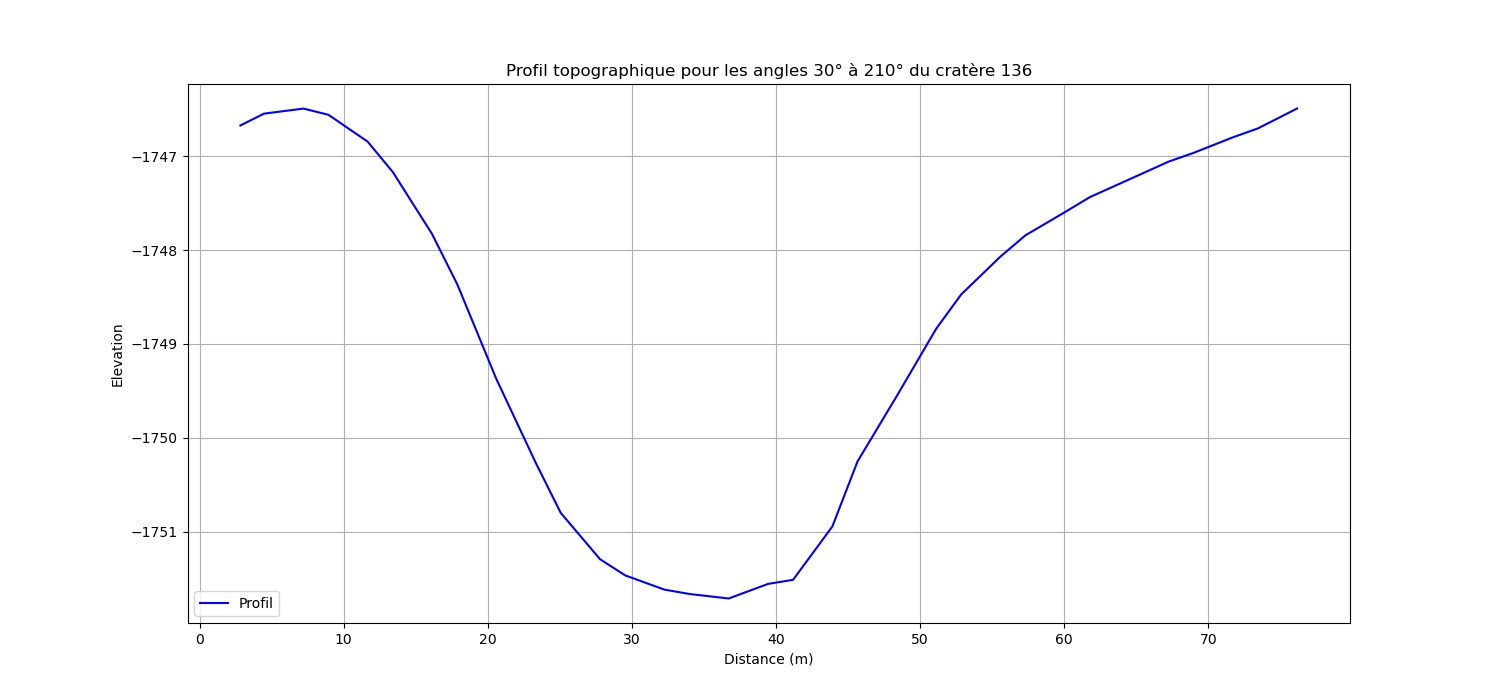 Profil topographique pour les angles 30° à 210° du cratère 136
Elevation
−1747
−1748
−1749
−1750
−1751
Profil
0 10 20 30 40 50 60 70
Distance (m)